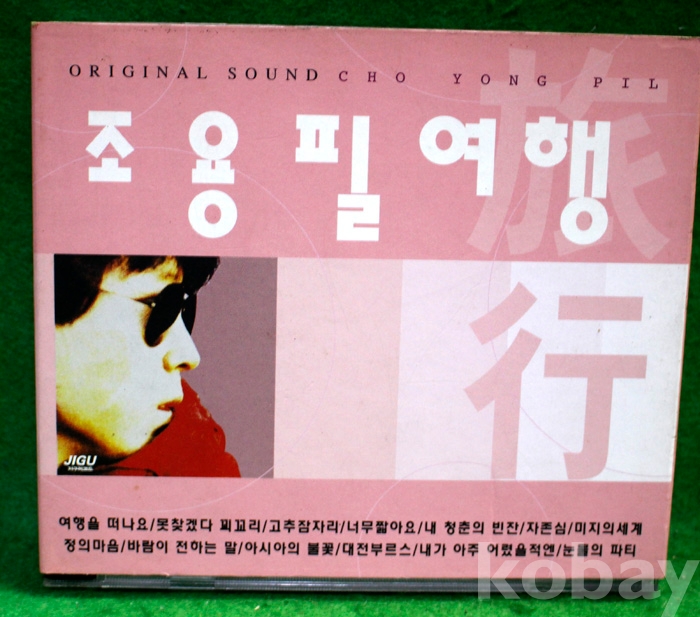 ORIGINAL SOUND CHO YONG PIL
조용필 여행
旅
行
JIGU
여행을 떠나요/못찾겠다 꾀꼬리/고추잠자리/너무짧아요/내 청춘의 빈잔/자존심/미지의세계
정의마음/바람이 전하는 말/아시아의 불꽃/대전부르스/내가 아주 어렸을적엔/눈물의 파티
kobay